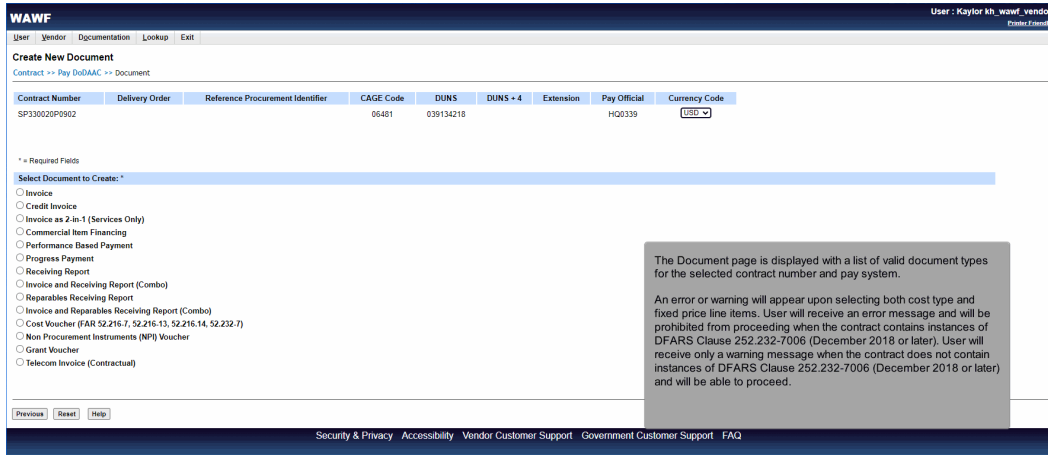 WAWF
User : Kaylor kh_wawf_vendo
Printer Friend
User Vendor Documentation Lookup Exit
Create New Document
Contract >> Pay DoDAAC >> Document
Contract Number Delivery Order Reference Procurement Identifier CAGE Code DUNS DUNS + 4 Extension Pay Official Currency Code
SP330020P0902 06481 039134218 HQ0339 USD
* = Required Fields
Select Document to Create: *
Invoice
Credit Invoice
Invoice as 2-in-1 (Services Only)
Commercial Item Financing
Performance Based Payment
Progress Payment
Receiving Report
Invoice and Receiving Report (Combo)
Reparables Receiving Report
Invoice and Reparables Receiving Report (Combo)
Cost Voucher (FAR 52.216-7, 52.216-13, 52.216.14, 52.232-7)
Non Procurement Instruments (NPI) Voucher
Grant Voucher
Telecom Invoice (Contractual)
The Document page is displayed with a list of valid document types
for the selected contract number and pay system.
An error or warning will appear upon selecting both cost type and
fixed price line items. User will receive an error message and will be
prohibited from proceeding when the contract contains instances of
DFARS Clause 252.232-7006 (December 2018 or later). User will
receive only a warning message when the contract does not contain
instances of DFARS Clause 252.232-7006 (December 2018 or later)
and will be able to proceed.
Previous Reset Help
Security & Privacy Accessibility Vendor Customer Support Government Customer Support FAQ